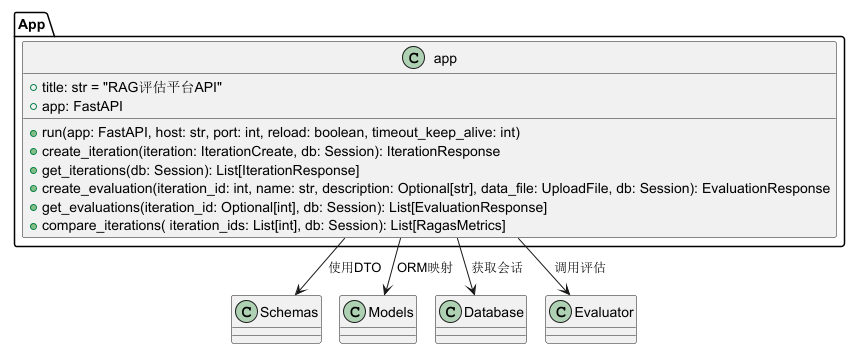 App
C app
title: str = "RAG评估平台API"
app: FastAPI
run(app: FastAPI, host: str, port: int, reload: boolean, timeout_keep_alive: int)
create_iteration(iteration: IterationCreate, db: Session): IterationResponse
get_iterations(db: Session): List[IterationResponse]
create_evaluation(iteration_id: int, name: str, description: Optional[str], data_file: UploadFile, db: Session): EvaluationResponse
get_evaluations(iteration_id: Optional[int], db: Session): List[EvaluationResponse]
compare_iterations( iteration_ids: List[int], db: Session): List[RagasMetrics]
使用DTO
ORM映射
获取会话
调用评估
C Schemas
C Models
C Database
C Evaluator